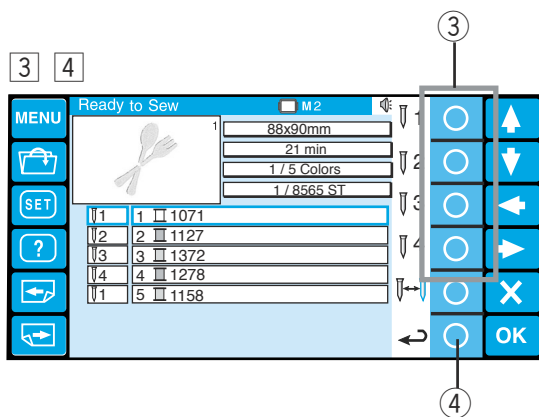 ③
3 4
MENU Ready to Sew M2
1 88x90mm
21 min
1 / 5 Colors
1 / 8565 ST
1
2
3
4
SET
?
1 1 1071
2 2 1127
3 3 1372
4 4 1278
1 5 1158
X
OK
④